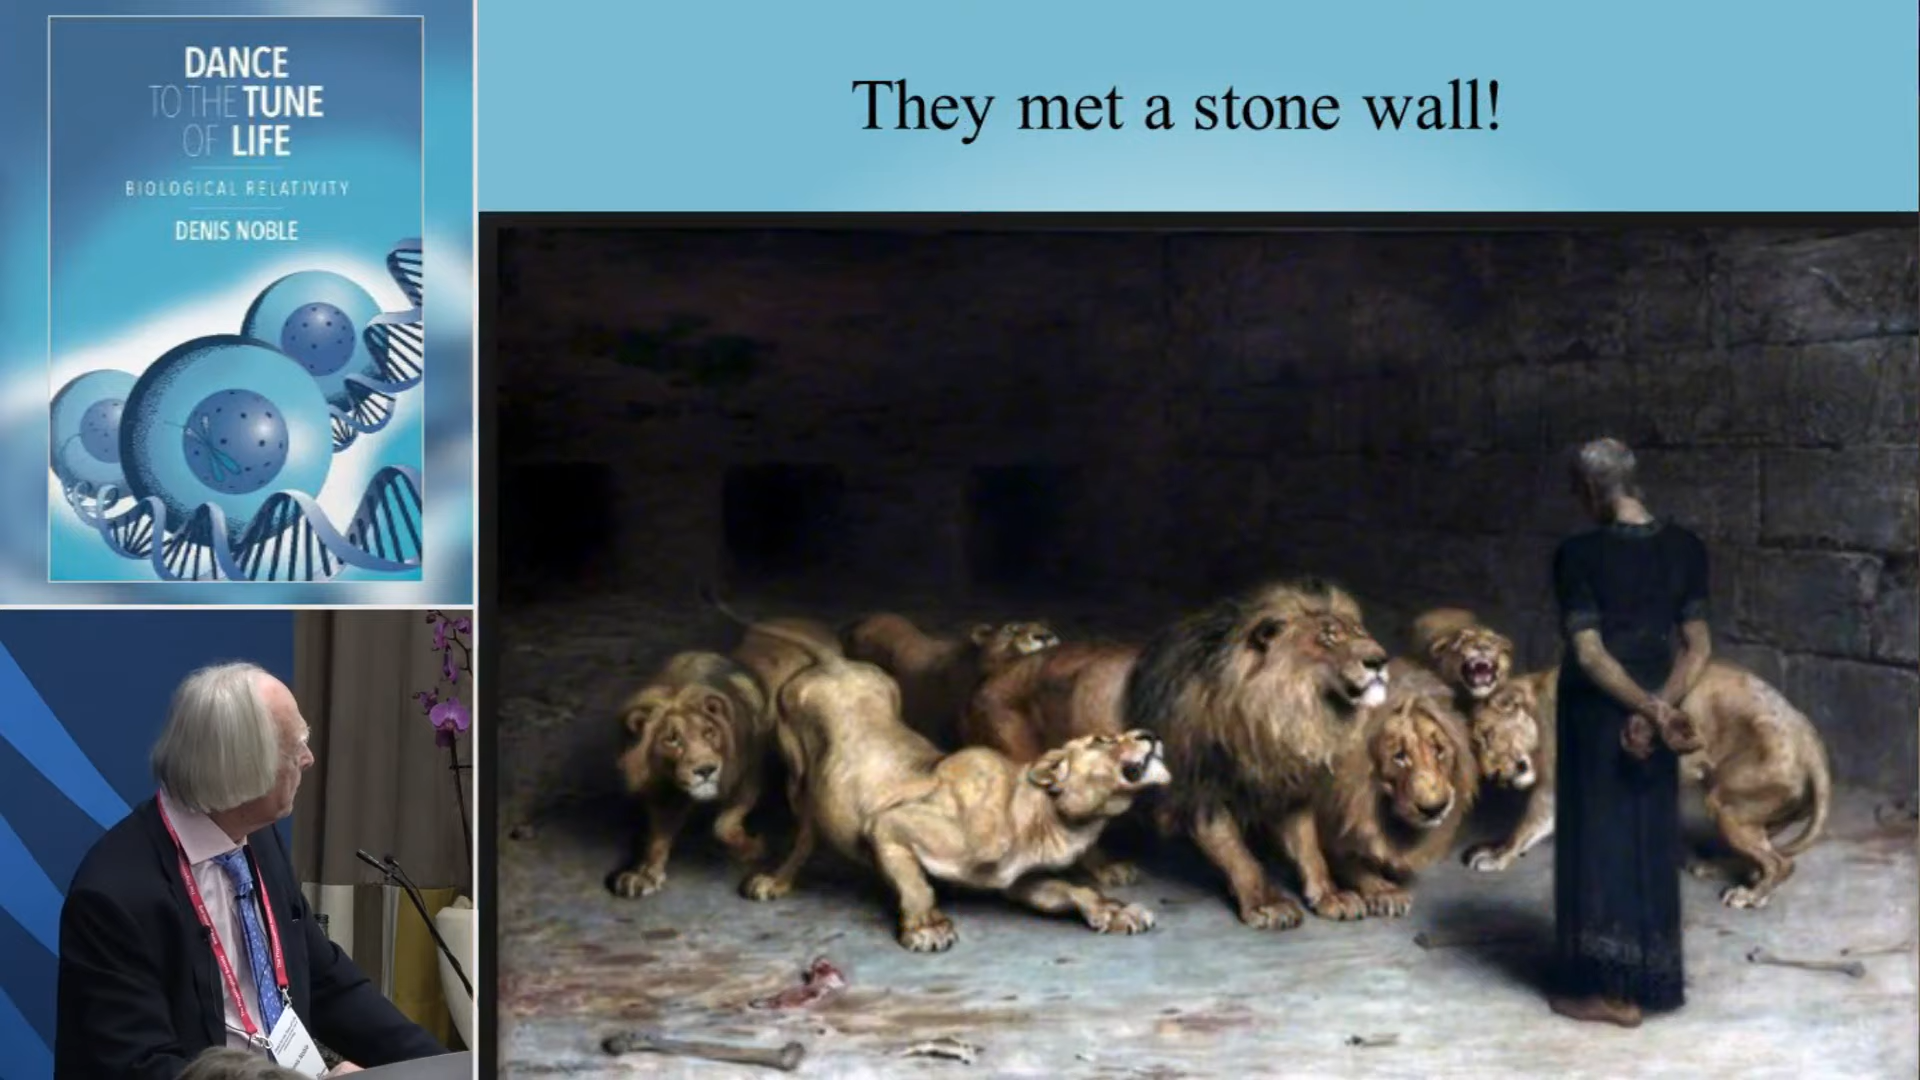 DANCE
TO THE TUNE
OF LIFE
BIOLOGICAL RELATIVITY
DENIS NOBLE
They met a stone wall!